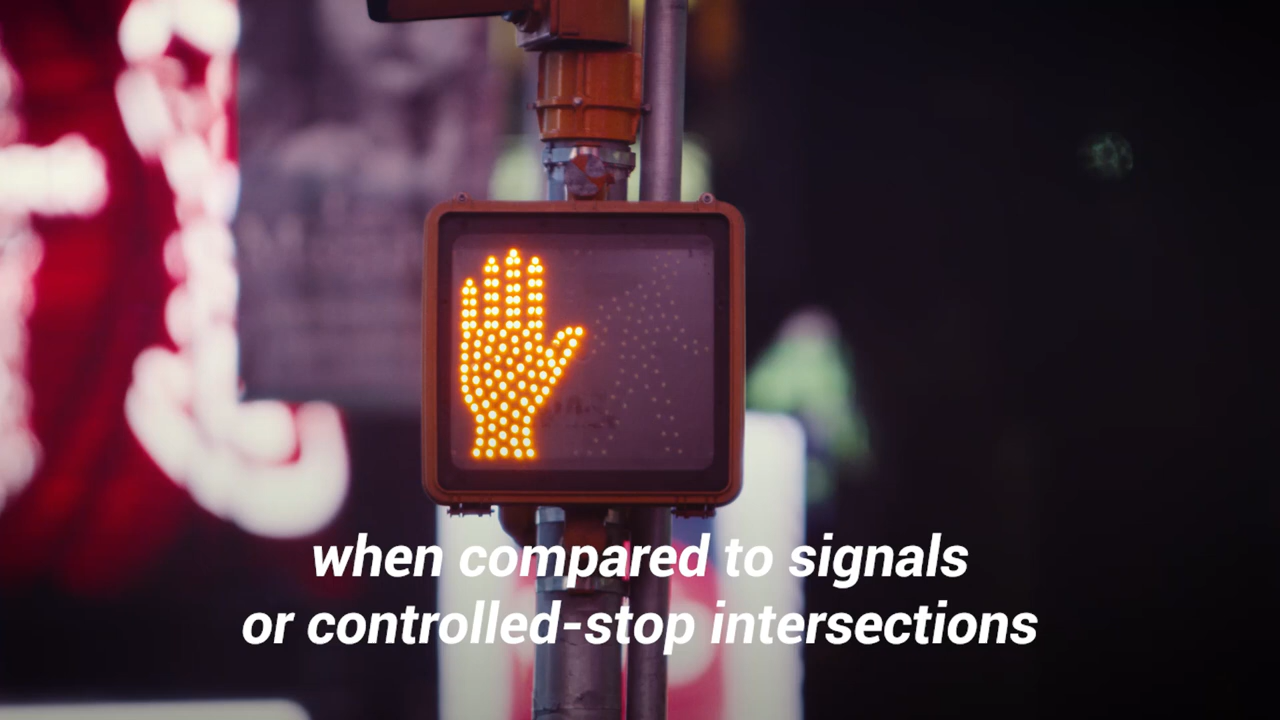 when compared to signals
or controlled-stop intersections